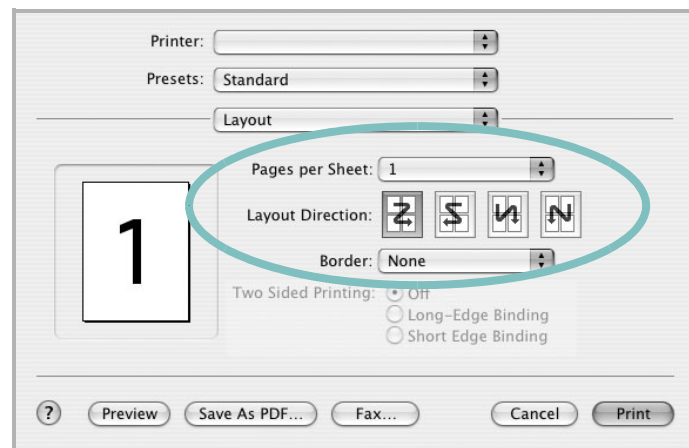 Printer:
Presets: Standard
Layout
Pages per Sheet: 1
Layout Direction:
Border: None
1
Two Sided Printing: Off
Long-Edge Binding
Short Edge Binding
? Preview Save As PDF... Fax... Cancel Print